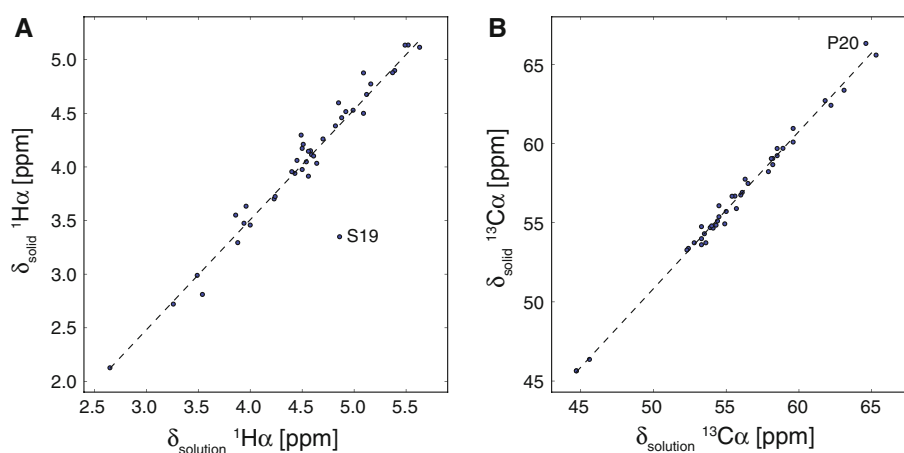 A
δsolid ¹Hα [ppm]
5.0
4.5
4.0
3.5
3.0
2.5
2.0
S19
2.5 3.0 3.5 4.0 4.5 5.0 5.5
δsolution ¹Hα [ppm]
B
δsolid ¹³Cα [ppm]
65
60
55
50
45
P20
45 50 55 60 65
δsolution ¹³Cα [ppm]